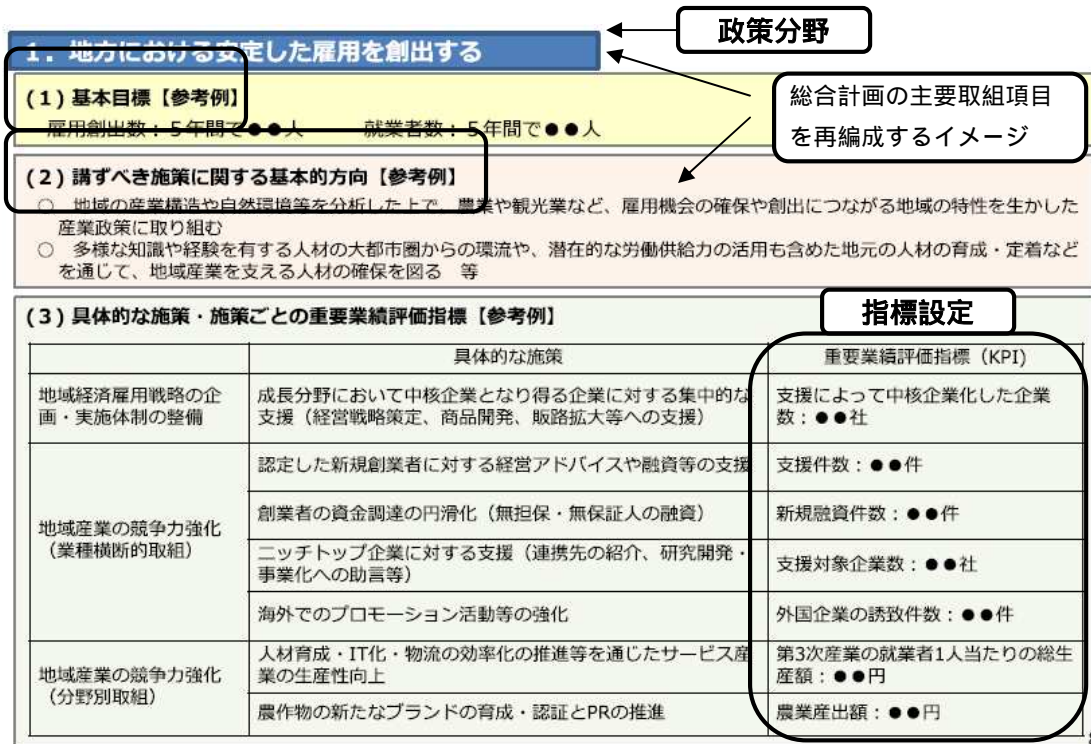 政策分野
1．地方における安定した雇用を創出する
(1)基本目標【参考例】
雇用創出数：５年間で●●人　就業者数：５年間で●●人
総合計画の主要取組項目
を再編成するイメージ
(2)講ずべき施策に関する基本的方向【参考例】
○　地域の産業構造や自然環境等を分析した上で、農業や観光業など、雇用機会の確保や創出につながる地域の特性を生かした
産業政策に取り組む
○　多様な知識や経験を有する人材の大都市圏からの環流や、潜在的な労働供給力の活用も含めた地元の人材の育成・定着など
を通じて、地域産業を支える人材の確保を図る　等
(3)具体的な施策・施策ごとの重要業績評価指標【参考例】
指標設定
具体的な施策
重要業績評価指標（KPI）
地域経済雇用戦略の企
画・実施体制の整備
成長分野において中核企業となり得る企業に対する集中的な
支援（経営戦略策定、商品開発、販路拡大等への支援）
支援によって中核企業化した企業
数：●●社
地域産業の競争力強化
（業種横断的取組）
認定した新規創業者に対する経営アドバイスや融資等の支援
支援件数：●●件
創業者の資金調達の円滑化（無担保・無保証人の融資）
新規融資件数：●●件
ニッチトップ企業に対する支援（連携先の紹介、研究開発・
事業化への助言等）
支援対象企業数：●●社
海外でのプロモーション活動等の強化
外国企業の誘致件数：●●件
地域産業の競争力強化
（分野別取組）
人材育成・IT化・物流の効率化の推進等を通じたサービス産
業の生産性向上
第3次産業の就業者1人当たりの総生
産額：●●円
農作物の新たなブランドの育成・認証とPRの推進
農業産出額：●●円